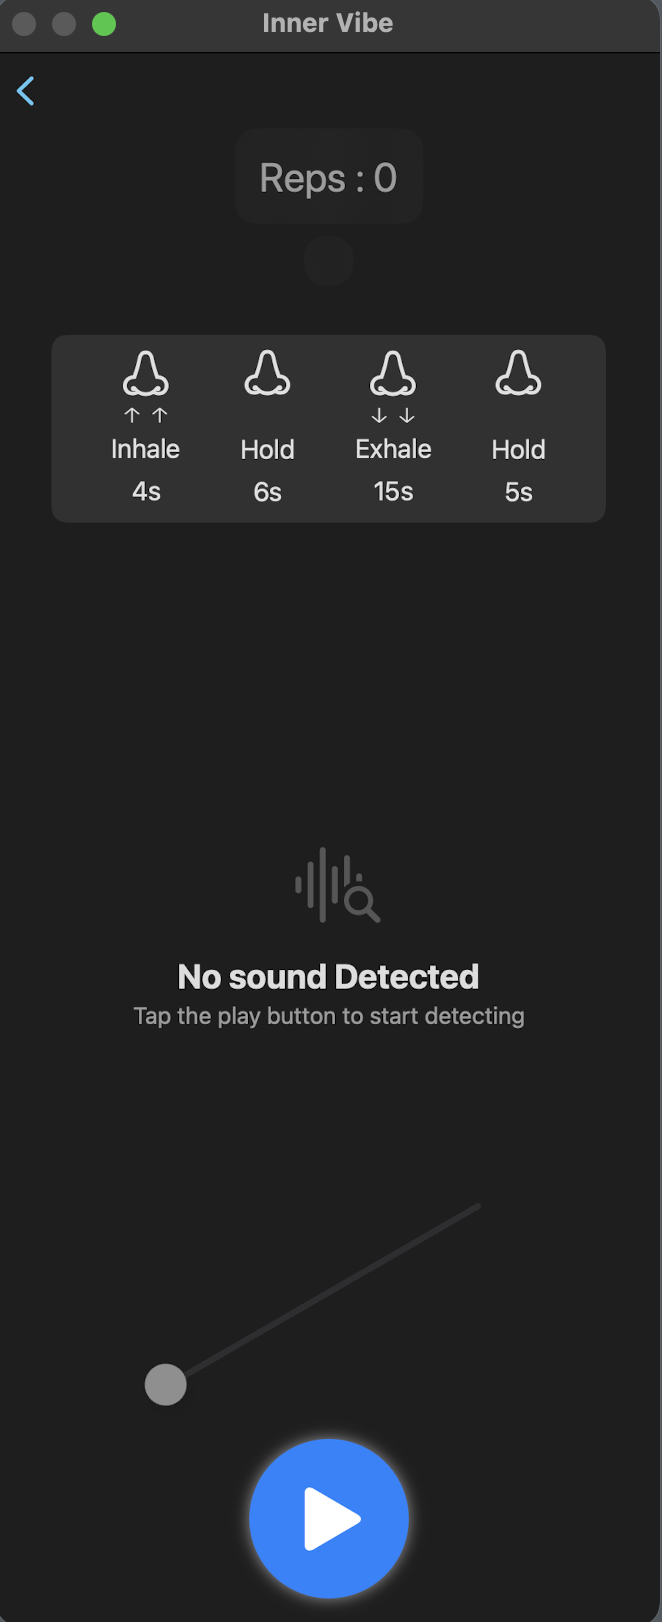 Inner Vibe
Reps : 0
Inhale Hold Exhale Hold
4s 6s 15s 5s
No sound Detected
Tap the play button to start detecting